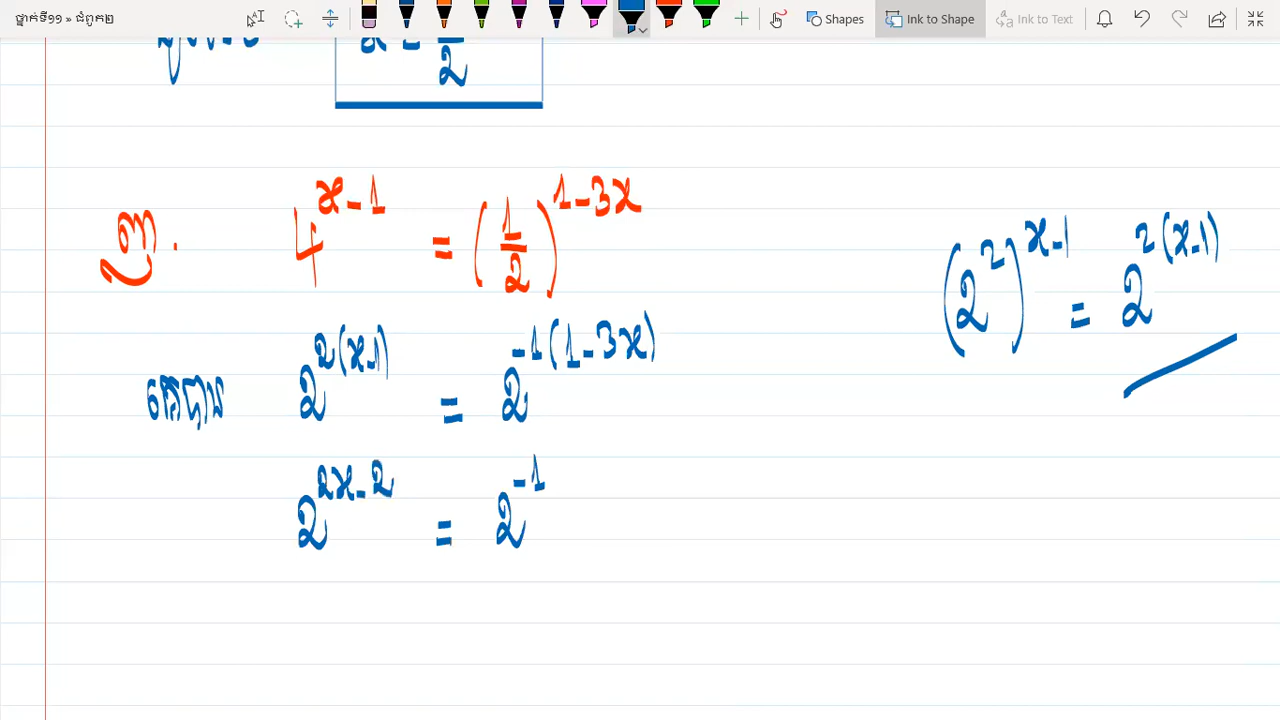 ថ្នាក់ទី១១ » ជំពូក២
Shapes
Ink to Shape
Ink to Text
2
ញ. 4^{x-1} = (1/2)^{1-3x}
(2^2)^{x-1} = 2^{2(x-1)}
គេបាន 2^{2(x-1)} = 2^{-1(1-3x)}
2^{2x-2} = 2^{-1}